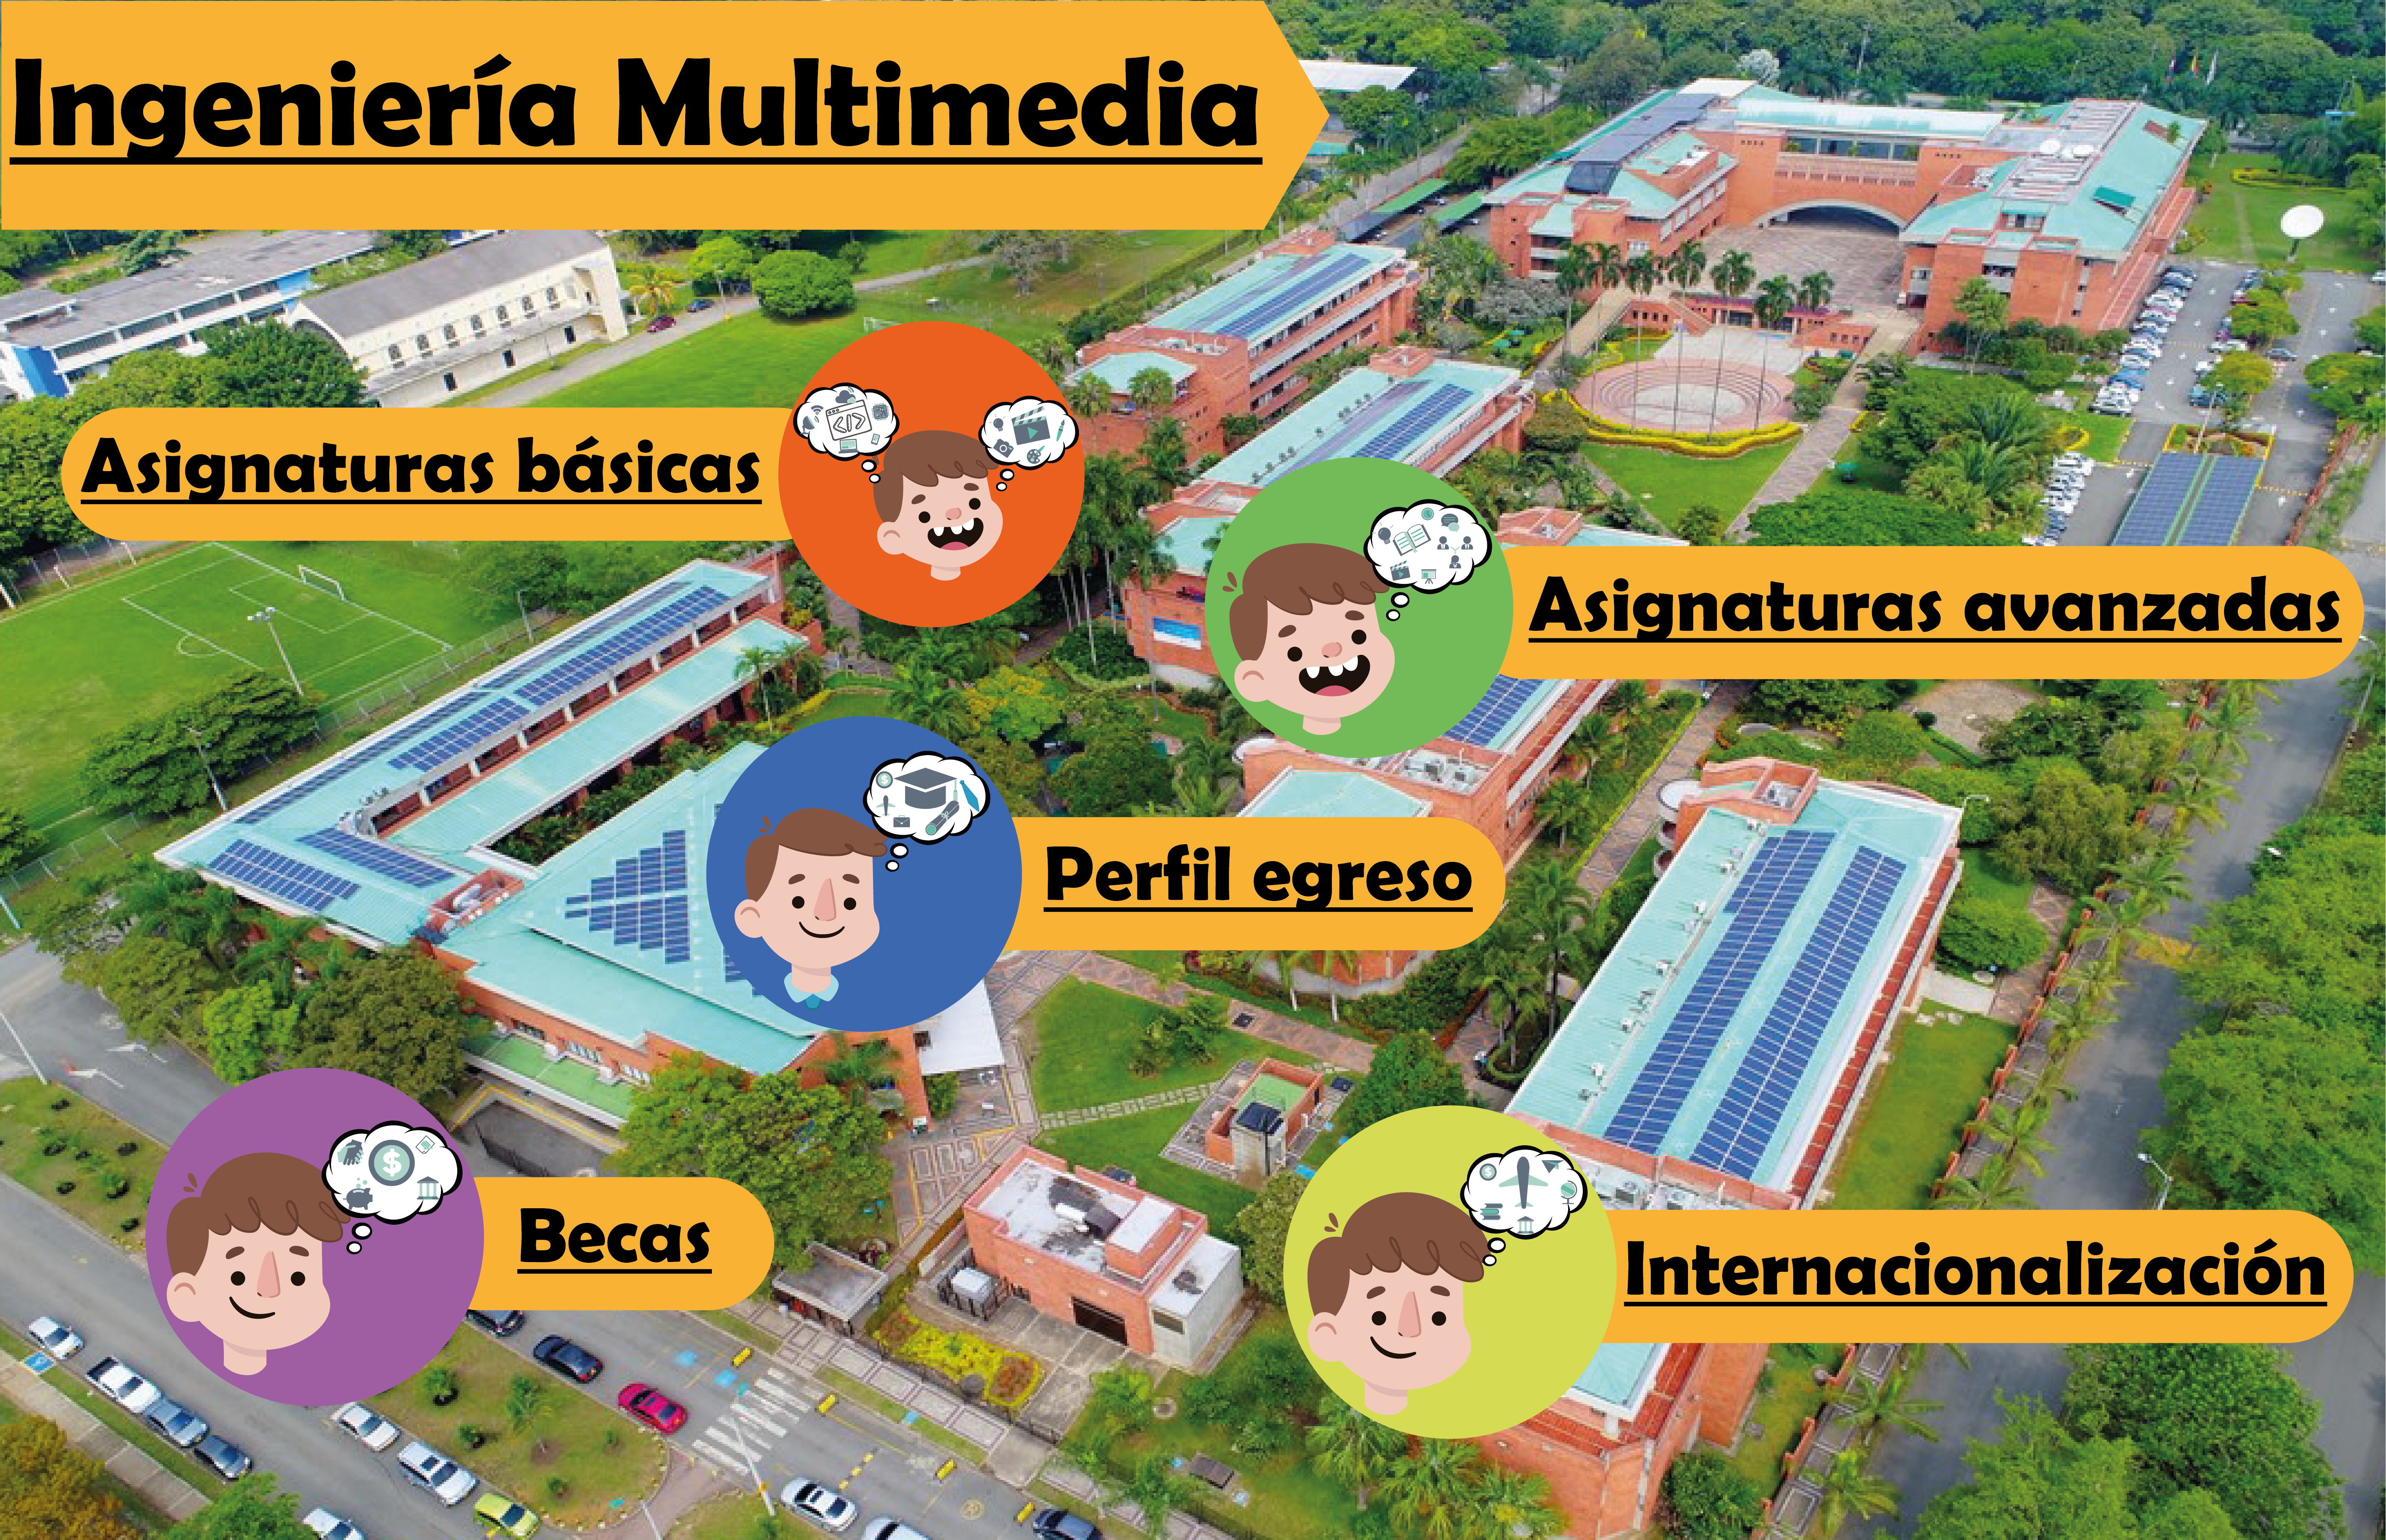 Ingeniería Multimedia
Asignaturas básicas
Asignaturas avanzadas
Perfil egreso
Becas
Internacionalización